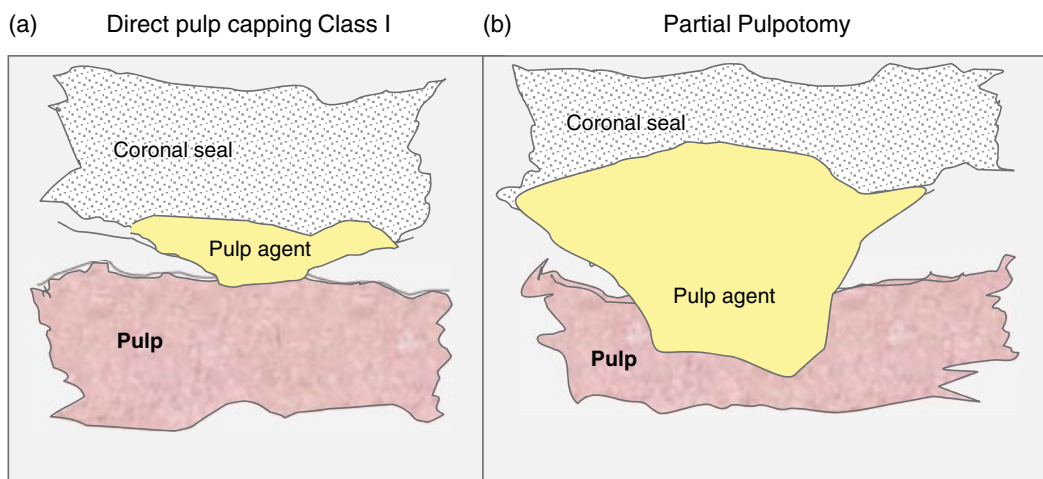 (a) Direct pulp capping Class I
Coronal seal
Pulp agent
Pulp
(b) Partial Pulpotomy
Coronal seal
Pulp agent
Pulp